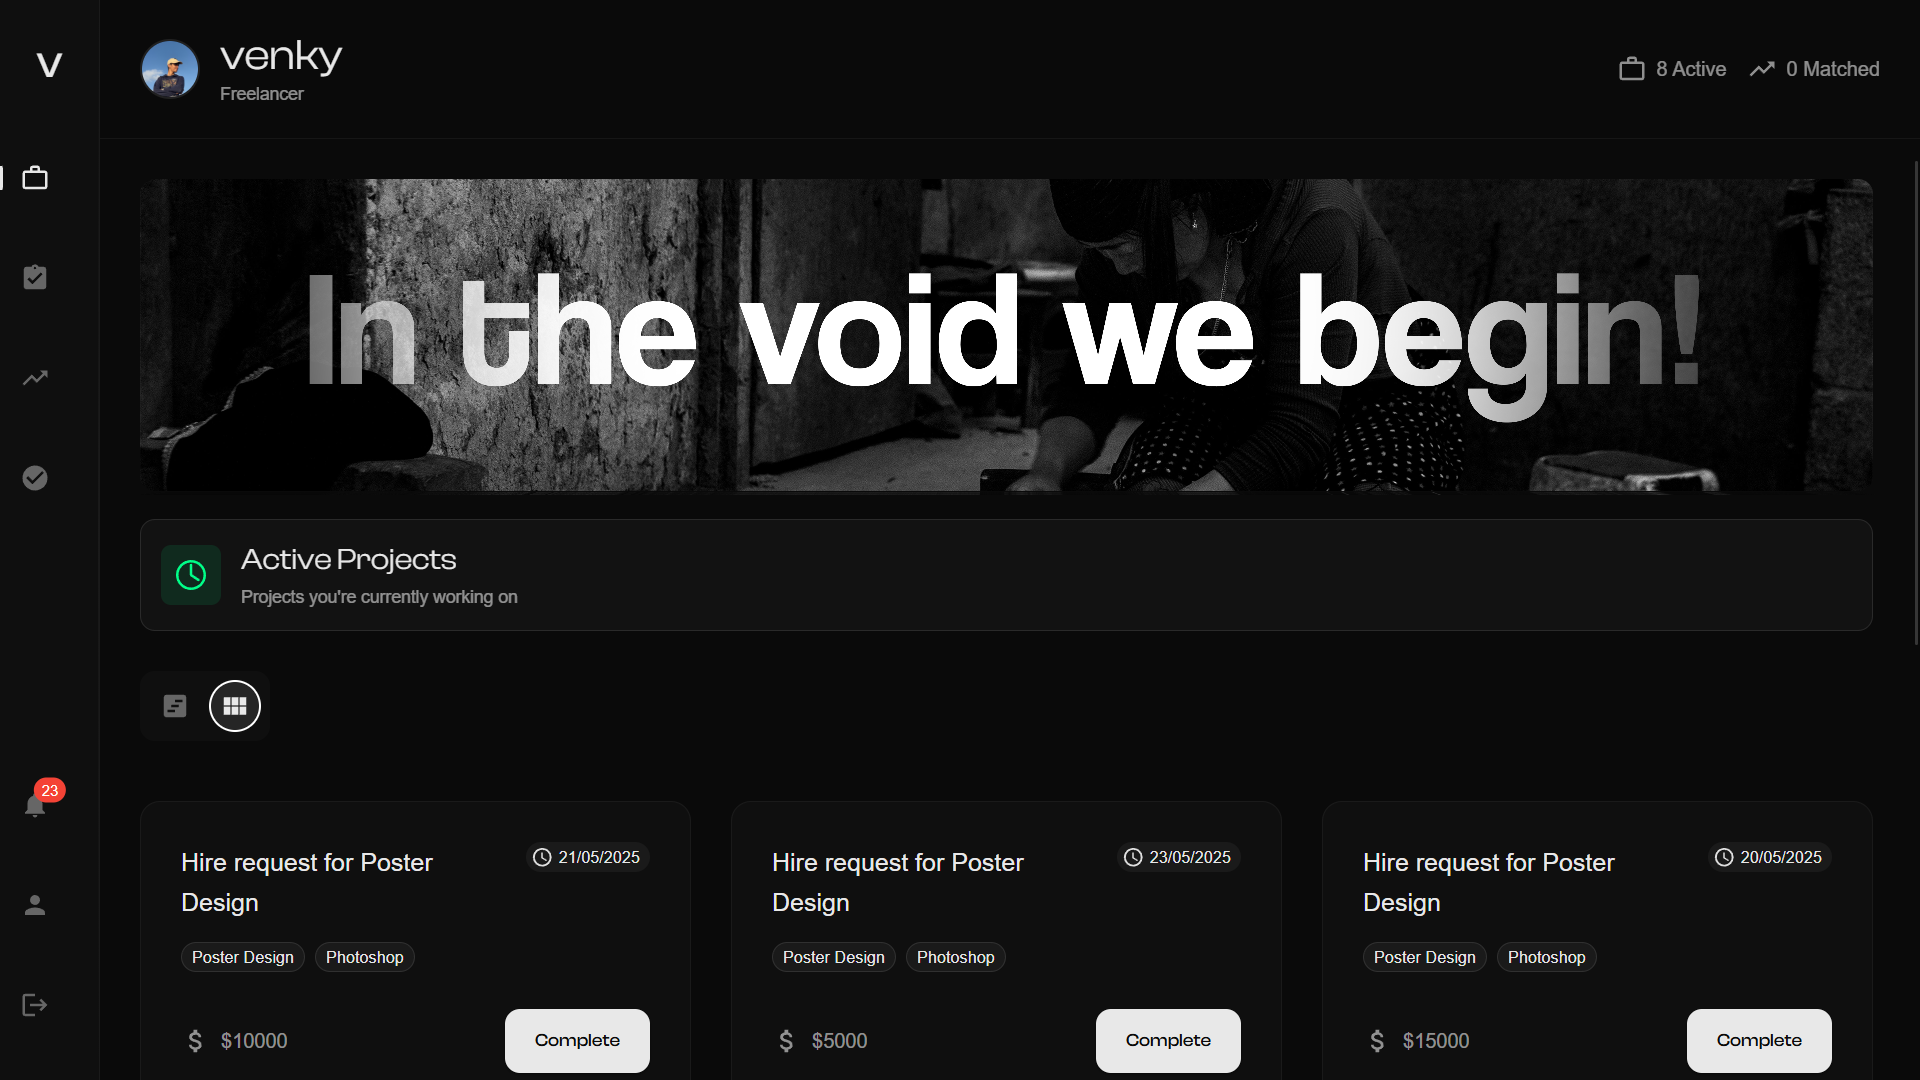 V
venky
Freelancer
8 Active
0 Matched
In the void we begin!
Active Projects
Projects you're currently working on
23
Hire request for Poster
Design
21/05/2025
Poster Design
Photoshop
$ $10000
Complete
Hire request for Poster
Design
23/05/2025
Poster Design
Photoshop
$ $5000
Complete
Hire request for Poster
Design
20/05/2025
Poster Design
Photoshop
$ $15000
Complete